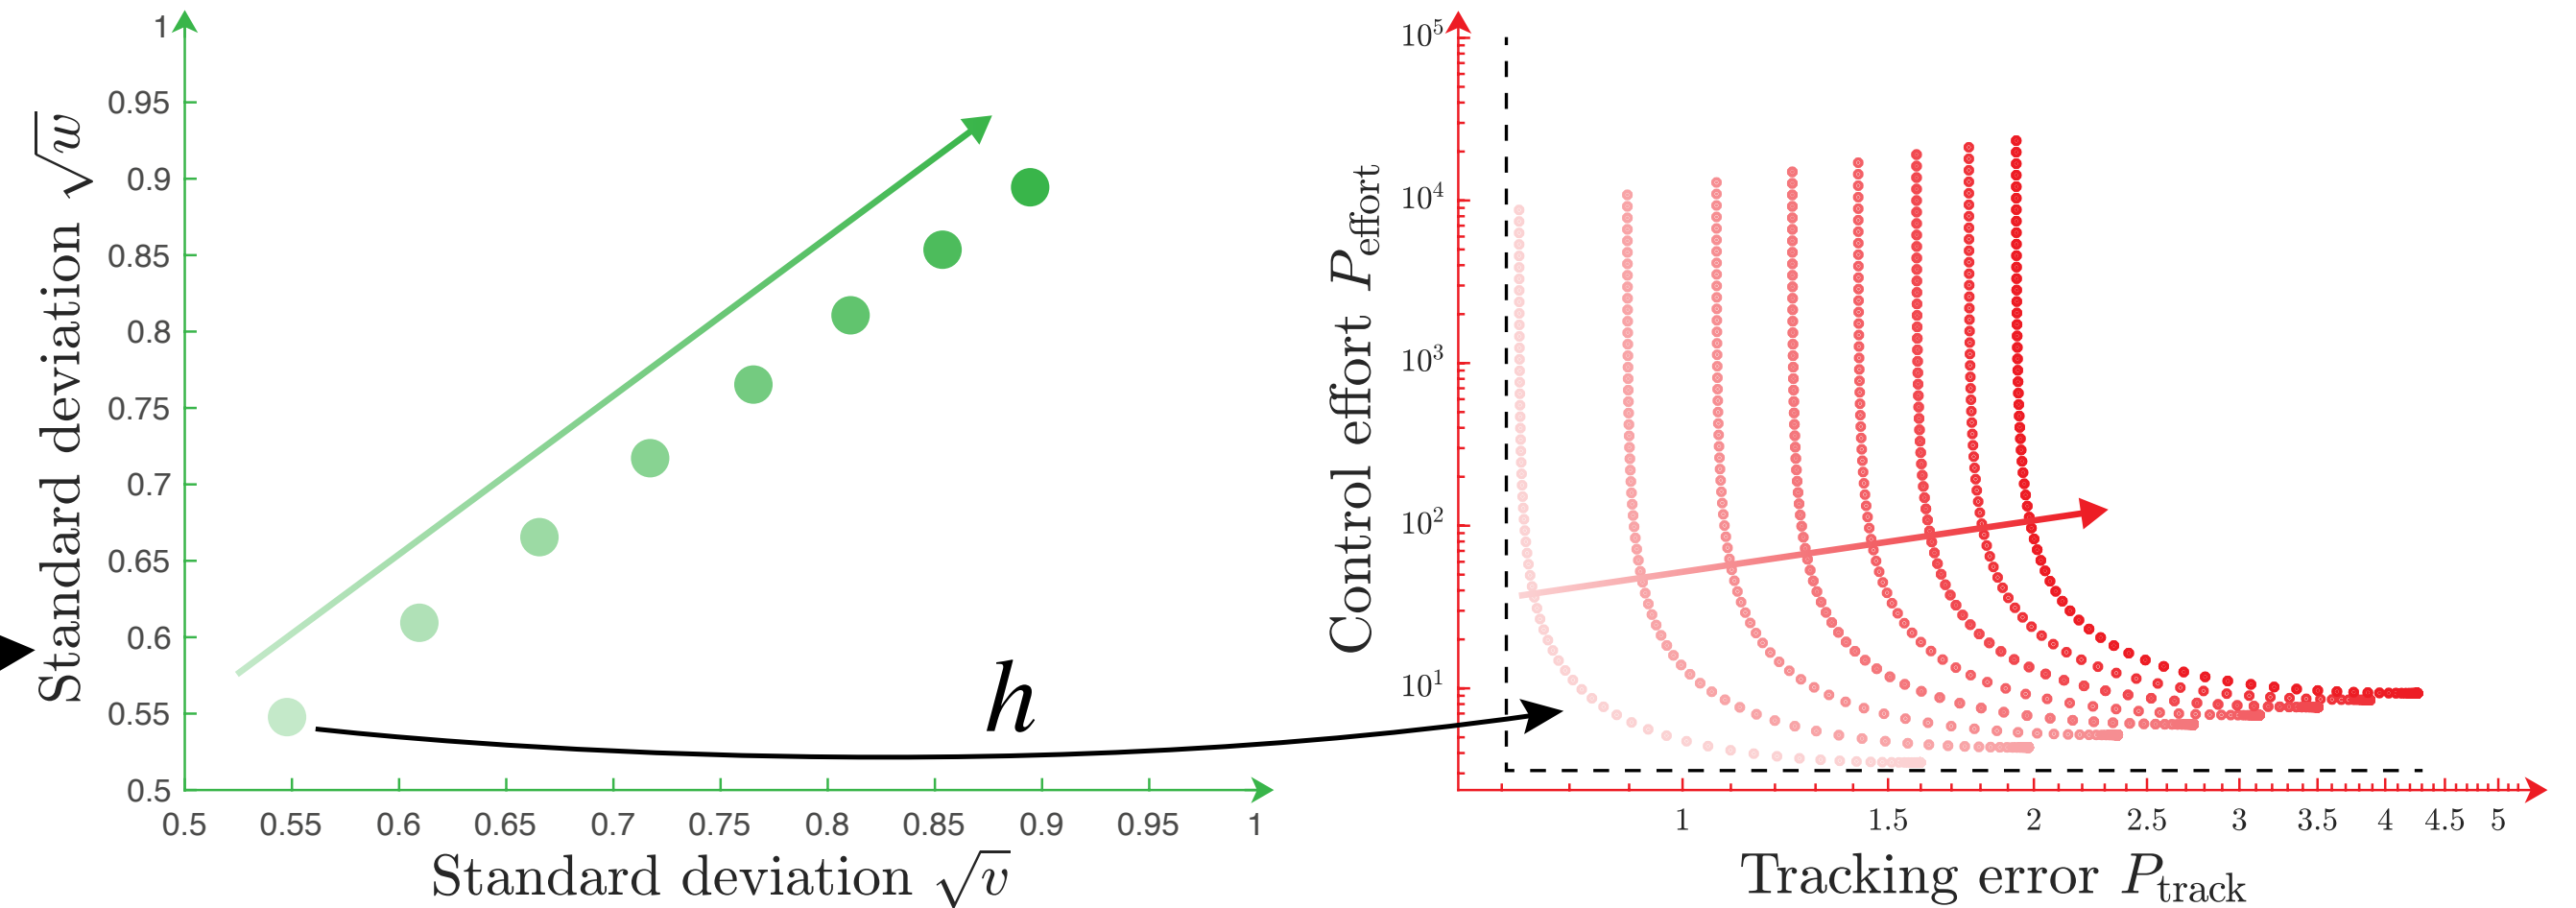 Standard deviation √w
1
0.95
0.9
0.85
0.8
0.75
0.7
0.65
0.6
0.55
0.5
0.5 0.55 0.6 0.65 0.7 0.75 0.8 0.85 0.9 0.95 1
Standard deviation √v
h
Control effort P_effort
10^5
10^4
10^3
10^2
10^1
1 1.5 2 2.5 3 3.5 4 4.5 5
Tracking error P_track